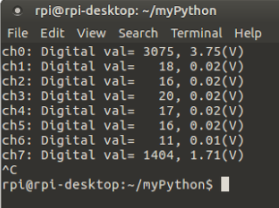 rpi@rpi-desktop: ~/myPython
File Edit View Search Terminal Help
ch0: Digital val= 3075, 3.75(V)
ch1: Digital val=   18, 0.02(V)
ch2: Digital val=   16, 0.02(V)
ch3: Digital val=   20, 0.02(V)
ch4: Digital val=   17, 0.02(V)
ch5: Digital val=   16, 0.02(V)
ch6: Digital val=   11, 0.01(V)
ch7: Digital val= 1404, 1.71(V)
^C
rpi@rpi-desktop:~/myPython$